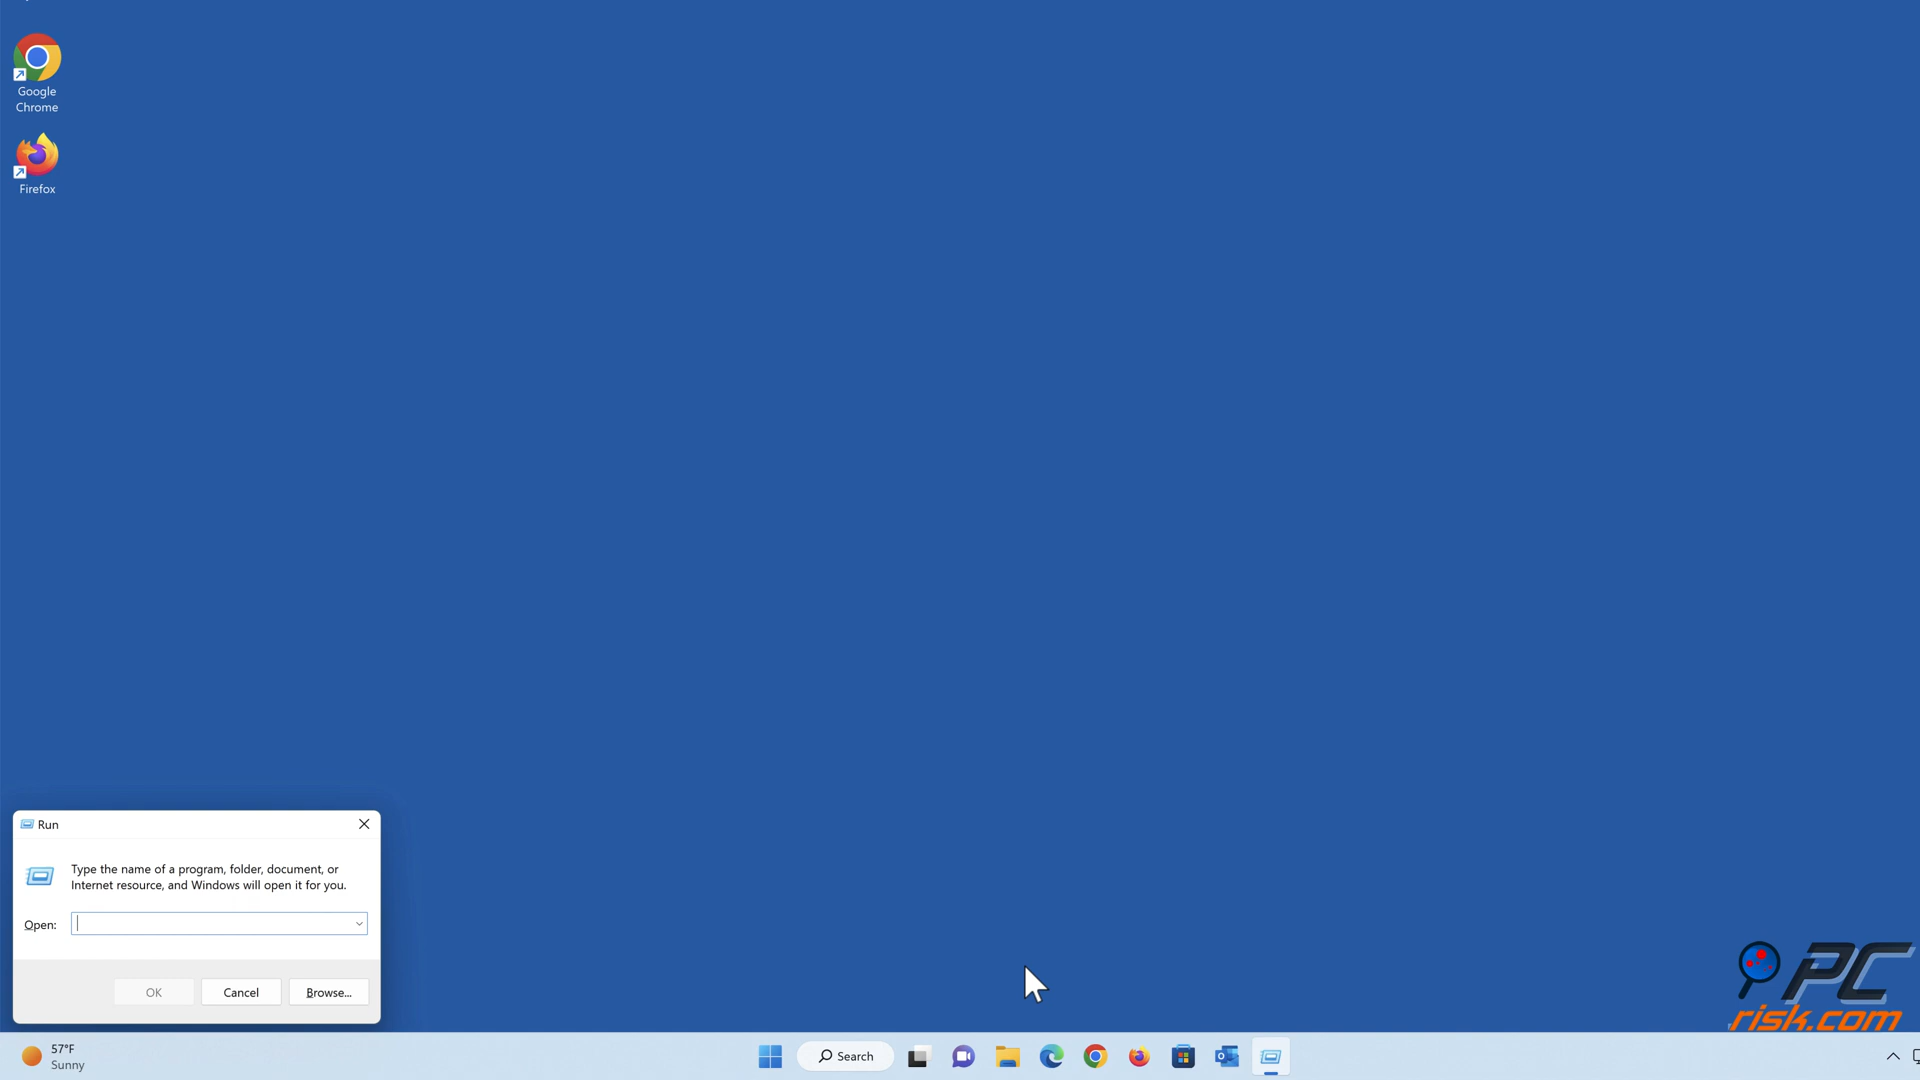 Google
Chrome
Firefox
Run
Type the name of a program, folder, document, or
Internet resource, and Windows will open it for you.
Open:
OK
Cancel
Browse...
PC
risk.com
57°F
Sunny
Search